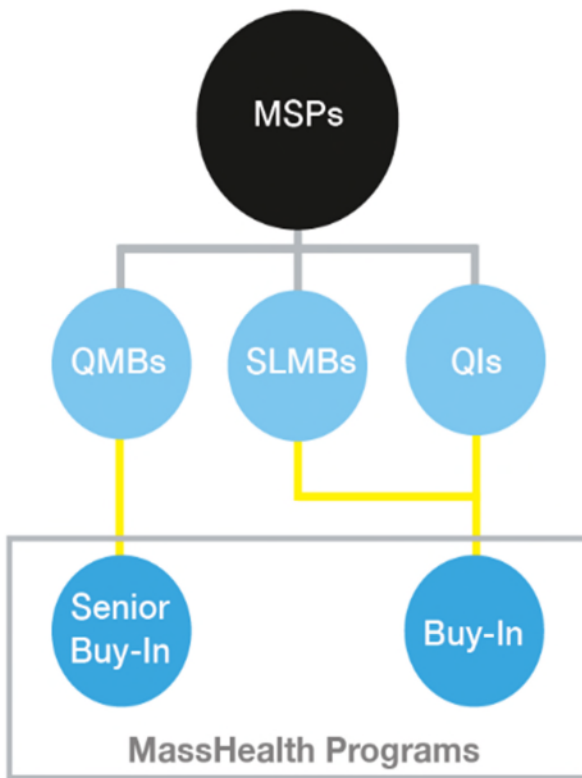 MSPs
QMBs
SLMBs
QIs
Senior
Buy-In
Buy-In
MassHealth Programs